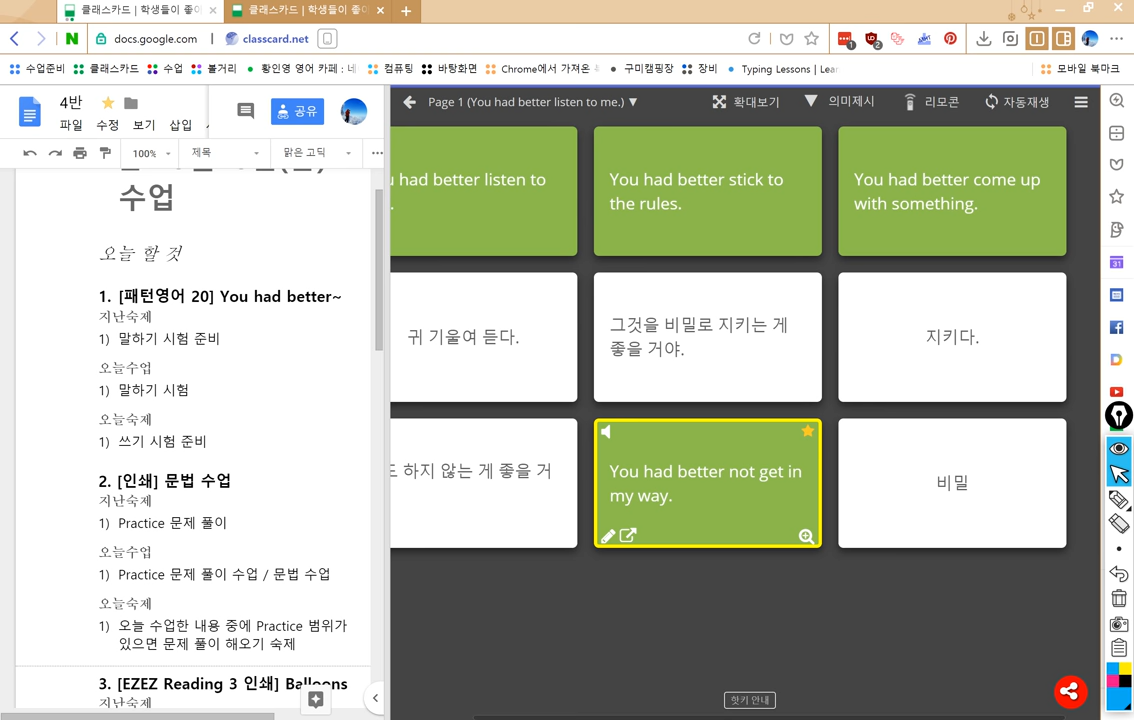 클래스카드 | 학생들이 좋아
클래스카드 | 학생들이 좋아
N
docs.google.com
classcard.net
수업준비
클래스카드
수업
볼거리
황인영 영어 카페 : 네
컴퓨팅
바탕화면
Chrome에서 가져온
구미캠핑장
장비
Typing Lessons | Lear
모바일 북마크
4반
파일 수정 보기 삽입
공유
100%
제목
맑은 고딕
수업
오늘 할 것
1. [패턴영어 20] You had better~
지난숙제
1) 말하기 시험 준비
오늘수업
1) 말하기 시험
오늘숙제
1) 쓰기 시험 준비
2. [인쇄] 문법 수업
지난숙제
1) Practice 문제 풀이
오늘수업
1) Practice 문제 풀이 수업 / 문법 수업
오늘숙제
1) 오늘 수업한 내용 중에 Practice 범위가
있으면 문제 풀이 해오기 숙제
3. [EZEZ Reading 3 인쇄] Balloons
지난숙제
Page 1 (You had better listen to me.) ▼
확대보기
의미제시
리모콘
자동재생
had better listen to
You had better stick to
the rules.
You had better come up
with something.
귀 기울여 듣다.
그것을 비밀로 지키는 게
좋을 거야.
지키다.
하지 않는 게 좋을 거
You had better not get in
my way.
비밀
핫키 안내
1
2
31